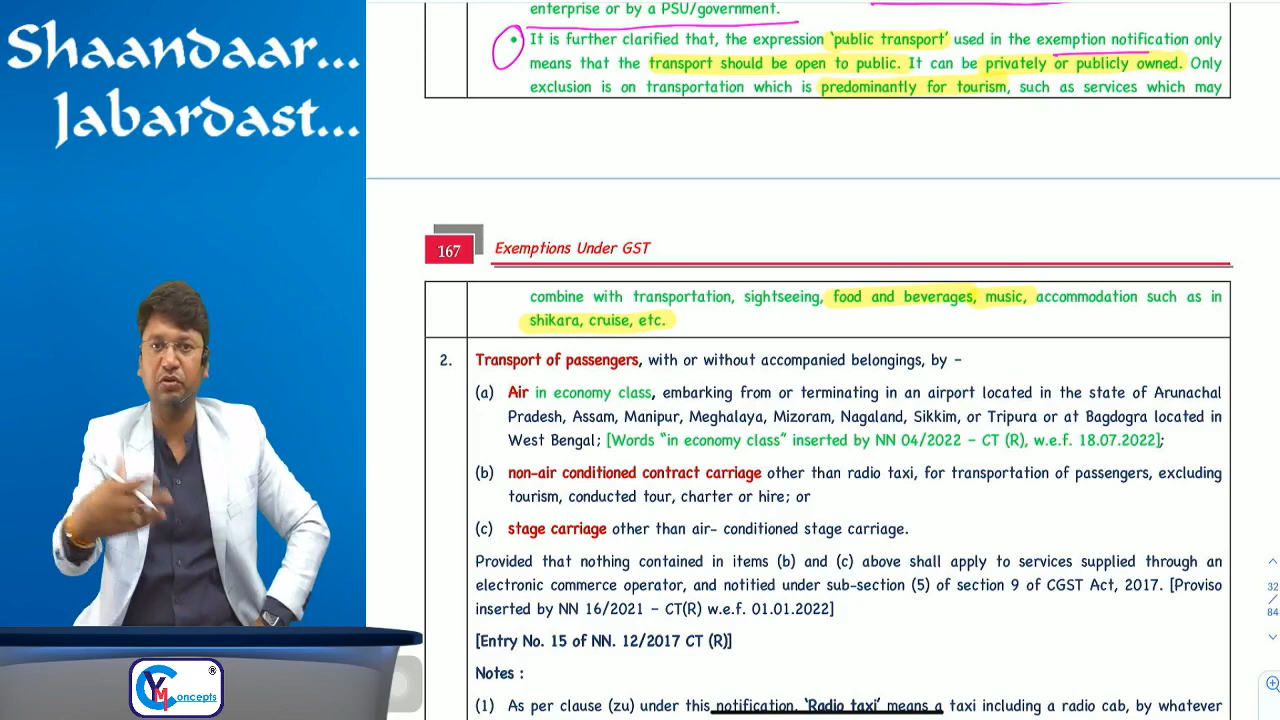 Shaandaar...
Jabardast...
enterprise or by a PSU/government.
• It is further clarified that, the expression ‘public transport’ used in the exemption notification only
means that the transport should be open to public. It can be privately or publicly owned. Only
exclusion is on transportation which is predominantly for tourism, such as services which may
167 Exemptions Under GST
combine with transportation, sightseeing, food and beverages, music, accommodation such as in
shikara, cruise, etc.
2. Transport of passengers, with or without accompanied belongings, by –
(a) Air in economy class, embarking from or terminating in an airport located in the state of Arunachal
Pradesh, Assam, Manipur, Meghalaya, Mizoram, Nagaland, Sikkim, or Tripura or at Bagdogra located in
West Bengal; [Words “in economy class” inserted by NN 04/2022 – CT (R), w.e.f. 18.07.2022];
(b) non-air conditioned contract carriage other than radio taxi, for transportation of passengers, excluding
tourism, conducted tour, charter or hire; or
(c) stage carriage other than air- conditioned stage carriage.
Provided that nothing contained in items (b) and (c) above shall apply to services supplied through an
electronic commerce operator, and notitied under sub-section (5) of section 9 of CGST Act, 2017. [Proviso
inserted by NN 16/2021 – CT(R) w.e.f. 01.01.2022]
[Entry No. 15 of NN. 12/2017 CT (R)]
Notes :
(1) As per clause (zu) under this notification, ‘Radio taxi’ means a taxi including a radio cab, by whatever
32
84
YM Concepts ®